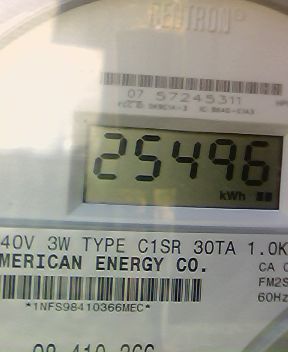 07 57245311
25496
kWh
40V 3W TYPE C1SR 30TA 1.0K
MERICAN ENERGY CO.
CA
*1NFS98410366MEC*
FM2S
60Hz